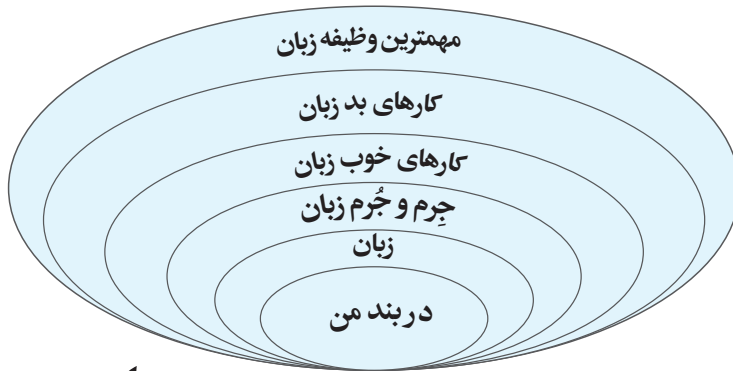 مهمترین وظیفه زبان
کارهای بد زبان
کارهای خوب زبان
جِرم و جُرم زبان
زبان
در بند من